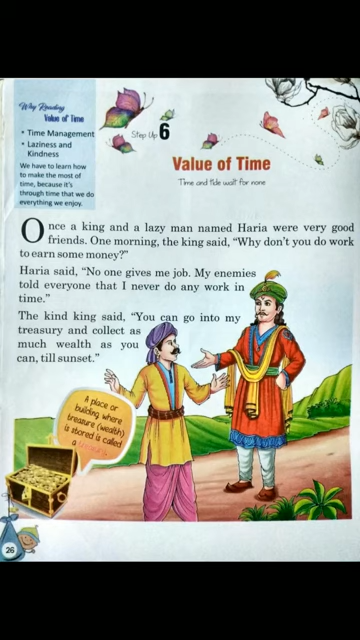 Why Reading
Value of Time
• Time Management
• Laziness and
Kindness
We have to learn how
to make the most of
time, because it's
through time that we do
everything we enjoy.
Step Up 6
Value of Time
Time and tide wait for none
Once a king and a lazy man named Haria were very good
friends. One morning, the king said, "Why don't you do work
to earn some money?"
Haria said, "No one gives me job. My enemies
told everyone that I never do any work in
time."
The kind king said, "You can go into my
treasury and collect as
much wealth as you
can, till sunset."
A place or
building where
treasure (wealth)
is stored is called
a
26